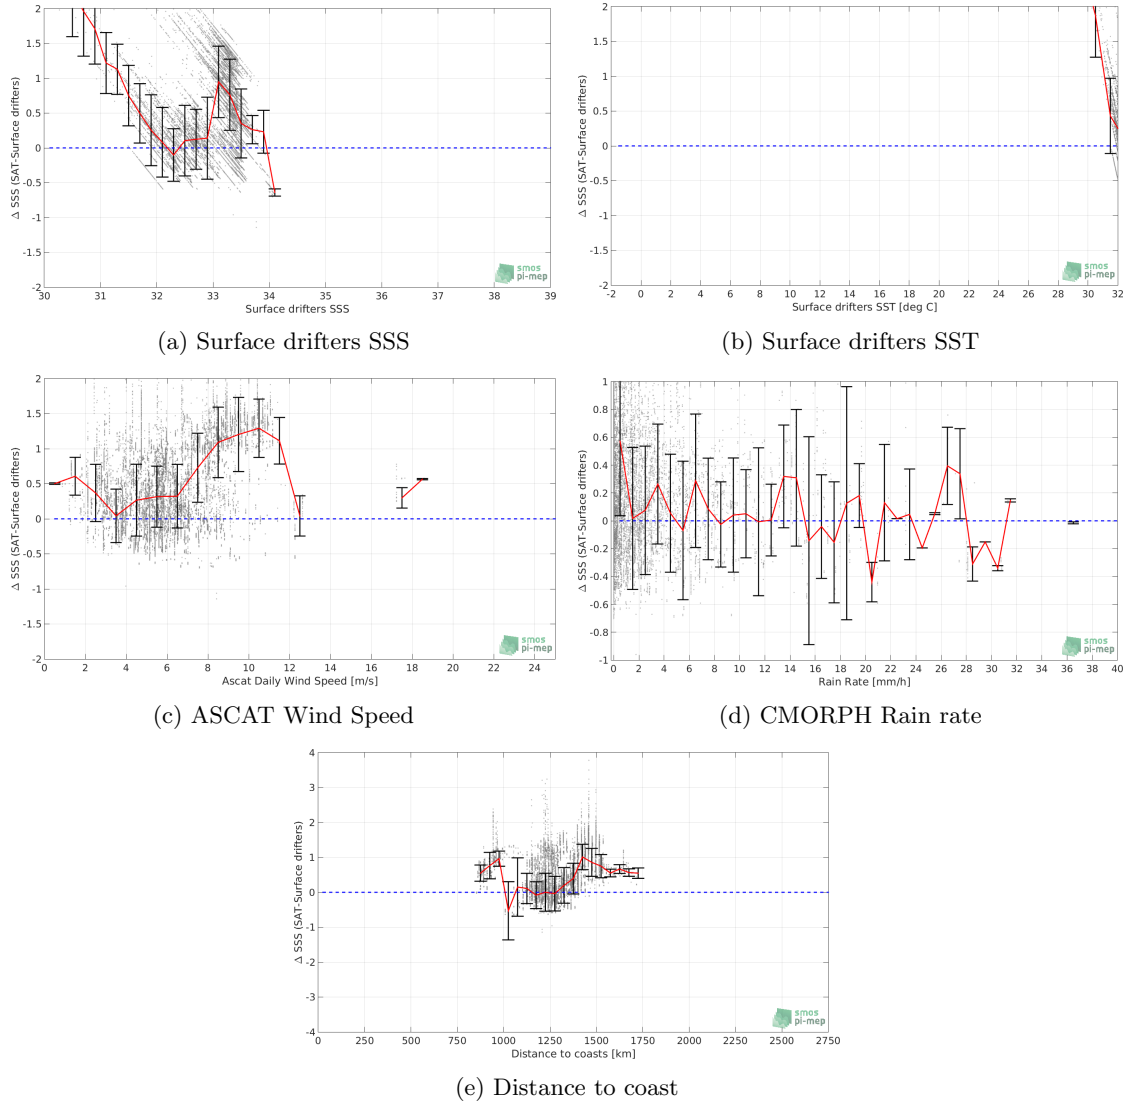 2
1.5
1
0.5
0
-0.5
-1
-1.5
-2
Δ SSS (SAT-Surface drifters)
30 31 32 33 34 35 36 37 38 39
Surface drifters SSS
smos
pi-mep
(a) Surface drifters SSS
2
1.5
1
0.5
0
-0.5
-1
-1.5
-2
Δ SSS (SAT-Surface drifters)
-2 0 2 4 6 8 10 12 14 16 18 20 22 24 26 28 30 32
Surface drifters SST [deg C]
smos
pi-mep
(b) Surface drifters SST
2
1.5
1
0.5
0
-0.5
-1
-1.5
-2
Δ SSS (SAT-Surface drifters)
0 2 4 6 8 10 12 14 16 18 20 22 24
Ascat Daily Wind Speed [m/s]
smos
pi-mep
(c) ASCAT Wind Speed
1
0.8
0.6
0.4
0.2
0
-0.2
-0.4
-0.6
-0.8
-1
Δ SSS (SAT-Surface drifters)
0 2 4 6 8 10 12 14 16 18 20 22 24 26 28 30 32 34 36 38 40
Rain Rate [mm/h]
smos
pi-mep
(d) CMORPH Rain rate
4
3
2
1
0
-1
-2
-3
-4
Δ SSS (SAT-Surface drifters)
0 250 500 750 1000 1250 1500 1750 2000 2250 2500 2750
Distance to coasts [km]
smos
pi-mep
(e) Distance to coast